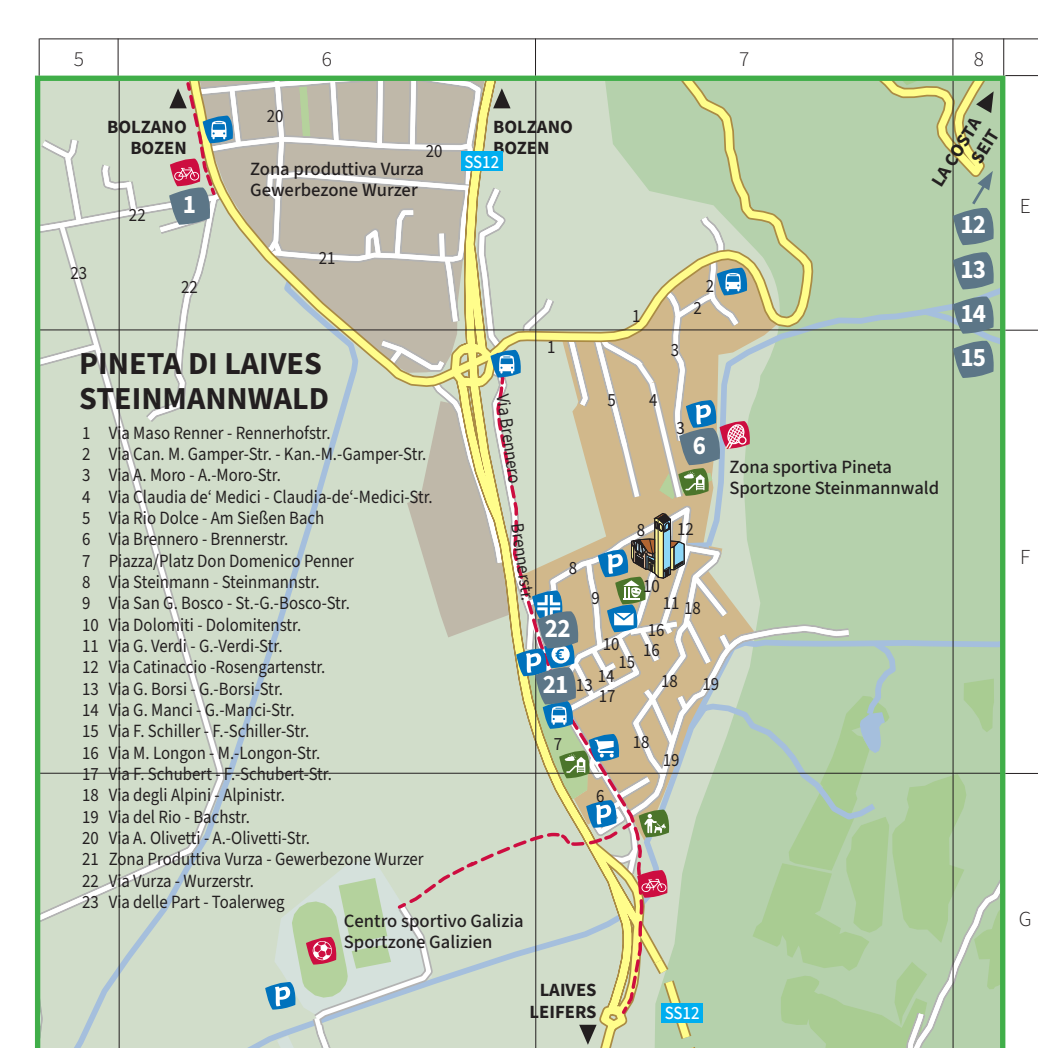 5 6 7 8
BOLZANO
BOZEN
BOLZANO
BOZEN
LA COSTA
SEIT
20
20
SS12
Zona produttiva Vurza
Gewerbezone Wurzer
E
1
22
12
13
14
15
23
22
21
2
2
1
1
3
5
4
3
6
PINETA DI LAIVES
STEINMANNWALD
1 Via Maso Renner - Rennerhofstr.
2 Via Can. M. Gamper-Str. - Kan.-M.-Gamper-Str.
3 Via A. Moro - A.-Moro-Str.
4 Via Claudia de‘ Medici - Claudia-de‘-Medici-Str.
5 Via Rio Dolce - Am Sießen Bach
6 Via Brennero - Brennerstr.
7 Piazza/Platz Don Domenico Penner
8 Via Steinmann - Steinmannstr.
9 Via San G. Bosco - St.-G.-Bosco-Str.
10 Via Dolomiti - Dolomitenstr.
11 Via G. Verdi - G.-Verdi-Str.
12 Via Catinaccio -Rosengartenstr.
13 Via G. Borsi - G.-Borsi-Str.
14 Via G. Manci - G.-Manci-Str.
15 Via F. Schiller - F.-Schiller-Str.
16 Via M. Longon - M.-Longon-Str.
17 Via F. Schubert - F.-Schubert-Str.
18 Via degli Alpini - Alpinistr.
19 Via del Rio - Bachstr.
20 Via A. Olivetti - A.-Olivetti-Str.
21 Zona Produttiva Vurza - Gewerbezone Wurzer
22 Via Vurza - Wurzerstr.
23 Via delle Part - Toalerweg
Via Brennero
Brennerstr.
P
Zona sportiva Pineta
Sportzone Steinmannwald
8
12
F
P
8
10
9
11
18
22
16
10
16
P
€
15
14
21
13
17
18
19
7
18
19
6
P
G
Centro sportivo Galizia
Sportzone Galizien
P
LAIVES
LEIFERS
SS12